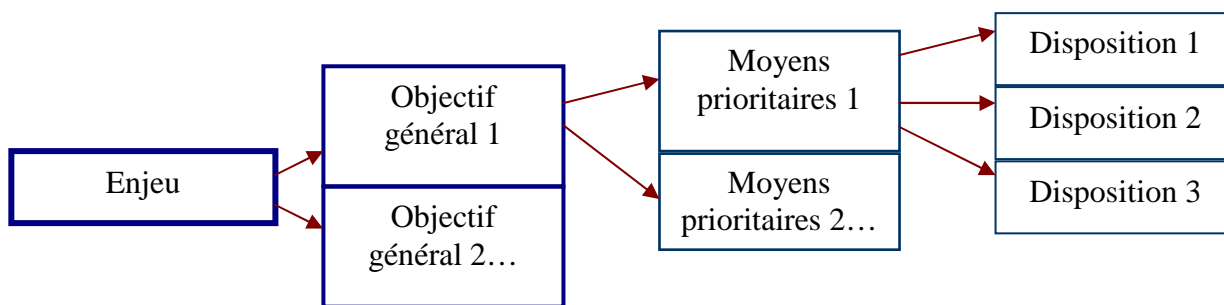 Enjeu
Objectif
général 1
Objectif
général 2…
Moyens
prioritaires 1
Moyens
prioritaires 2…
Disposition 1
Disposition 2
Disposition 3